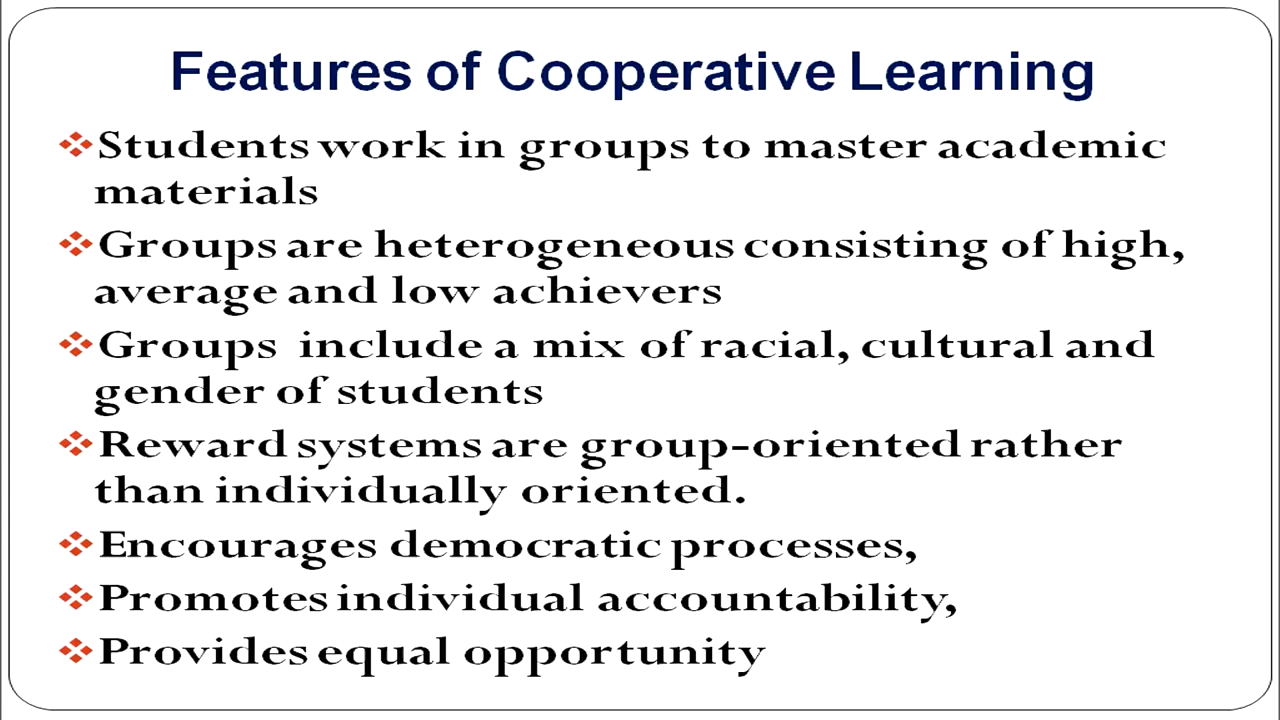 Features of Cooperative Learning
❖Students work in groups to master academic
materials
❖Groups are heterogeneous consisting of high,
average and low achievers
❖Groups include a mix of racial, cultural and
gender of students
❖Reward systems are group-oriented rather
than individually oriented.
❖Encourages democratic processes,
❖Promotes individual accountability,
❖Provides equal opportunity